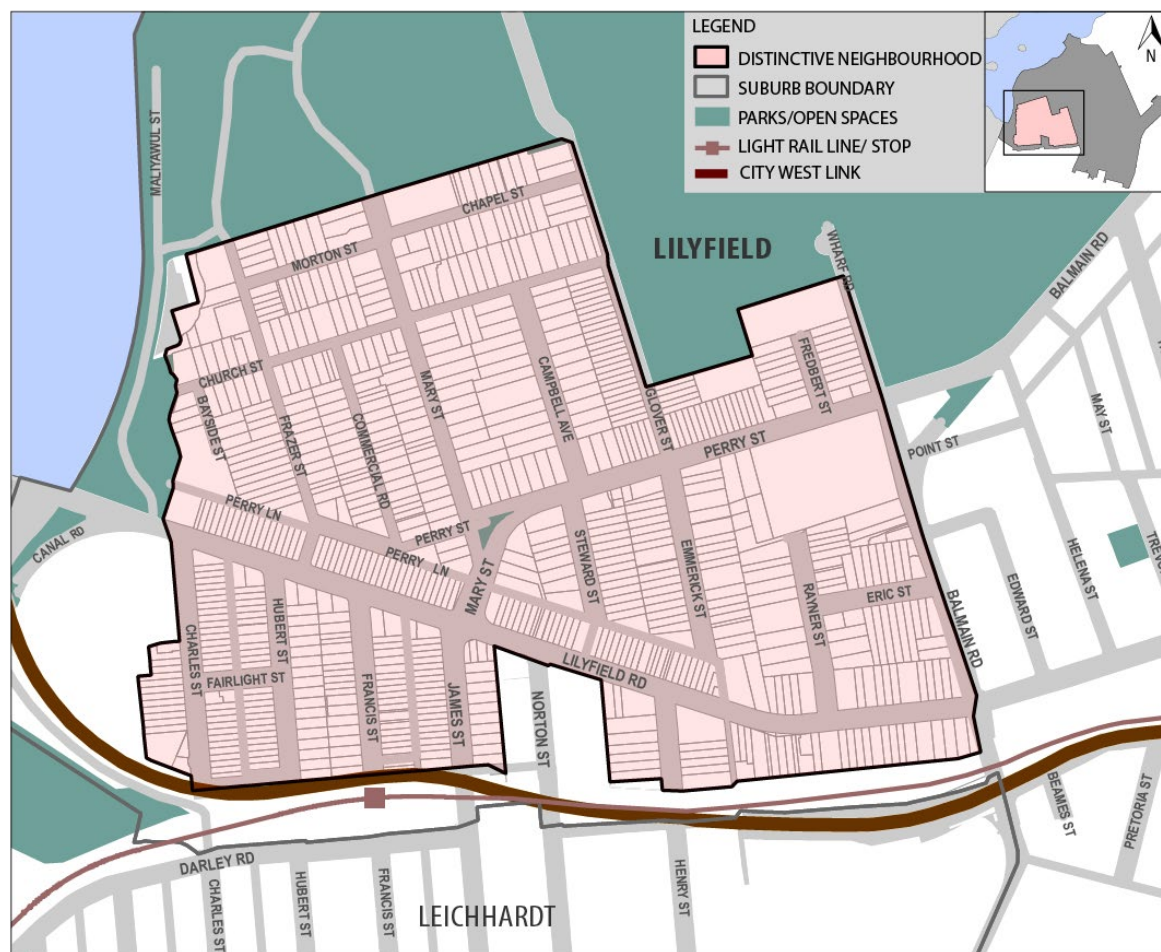 LEGEND
DISTINCTIVE NEIGHBOURHOOD
SUBURB BOUNDARY
PARKS/OPEN SPACES
LIGHT RAIL LINE/ STOP
CITY WEST LINK
N
MALIYAWUL ST
CHAPEL ST
MORTON ST
LILYFIELD
WHARF RD
BALMAIN RD
CHURCH ST
BAYSIDE ST
FRAZER ST
COMMERCIAL RD
MARY ST
CAMPBELL AVE
GLOVER ST
FREDBERT ST
PERRY ST
MAY ST
POINT ST
PERRY LN
PERRY ST
PERRY LN
CANAL RD
MARY ST
STEWARD ST
EMMERICK ST
RAYNER ST
ERIC ST
BALMAIN RD
EDWARD ST
HELENA ST
CHARLES ST
HUBERT ST
FAIRLIGHT ST
FRANCIS ST
JAMES ST
NORTON ST
LILYFIELD RD
BEAMES ST
PRETORIA ST
DARLEY RD
CHARLES ST
HUBERT ST
FRANCIS ST
HENRY ST
LEICHHARDT